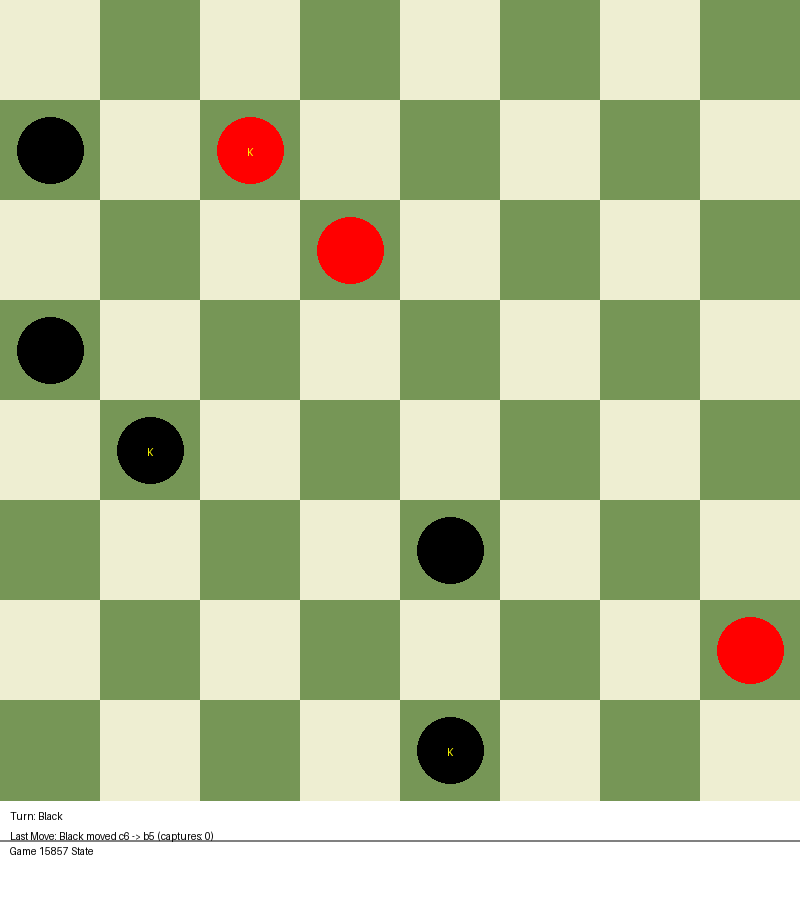 K
K
K
Turn: Black
Last Move: Black moved c6 -> b5 (captures: 0)
Game 15857 State